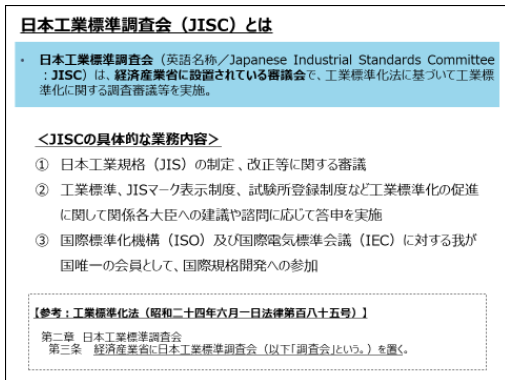 日本工業標準調査会（JISC）とは
・ 日本工業標準調査会（英語名称／Japanese Industrial Standards Committee
：JISC）は、経済産業省に設置されている審議会で、工業標準化法に基づいて工業標
準化に関する調査審議等を実施。
＜JISCの具体的な業務内容＞
① 日本工業規格（JIS）の制定、改正等に関する審議
② 工業標準、JISマーク表示制度、試験所登録制度など工業標準化の促進
に関して関係各大臣への建議や諮問に応じて答申を実施
③ 国際標準化機構（ISO）及び国際電気標準会議（IEC）に対する我が
国唯一の会員として、国際規格開発への参加
【参考：工業標準化法（昭和二十四年六月一日法律第百八十五号）】
第二章 日本工業標準調査会
第三条 経済産業省に日本工業標準調査会（以下「調査会」という。）を置く。